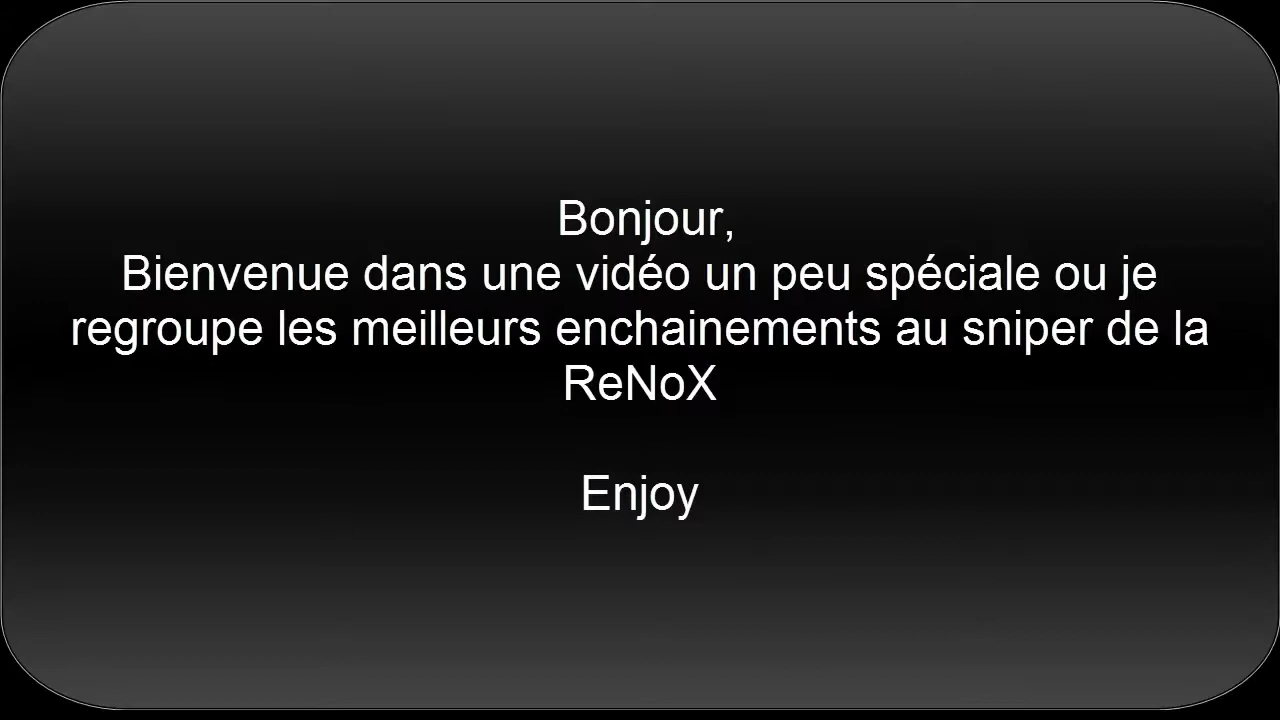 Bonjour,
Bienvenue dans une vidéo un peu spéciale ou je
regroupe les meilleurs enchainements au sniper de la
ReNoX
Enjoy